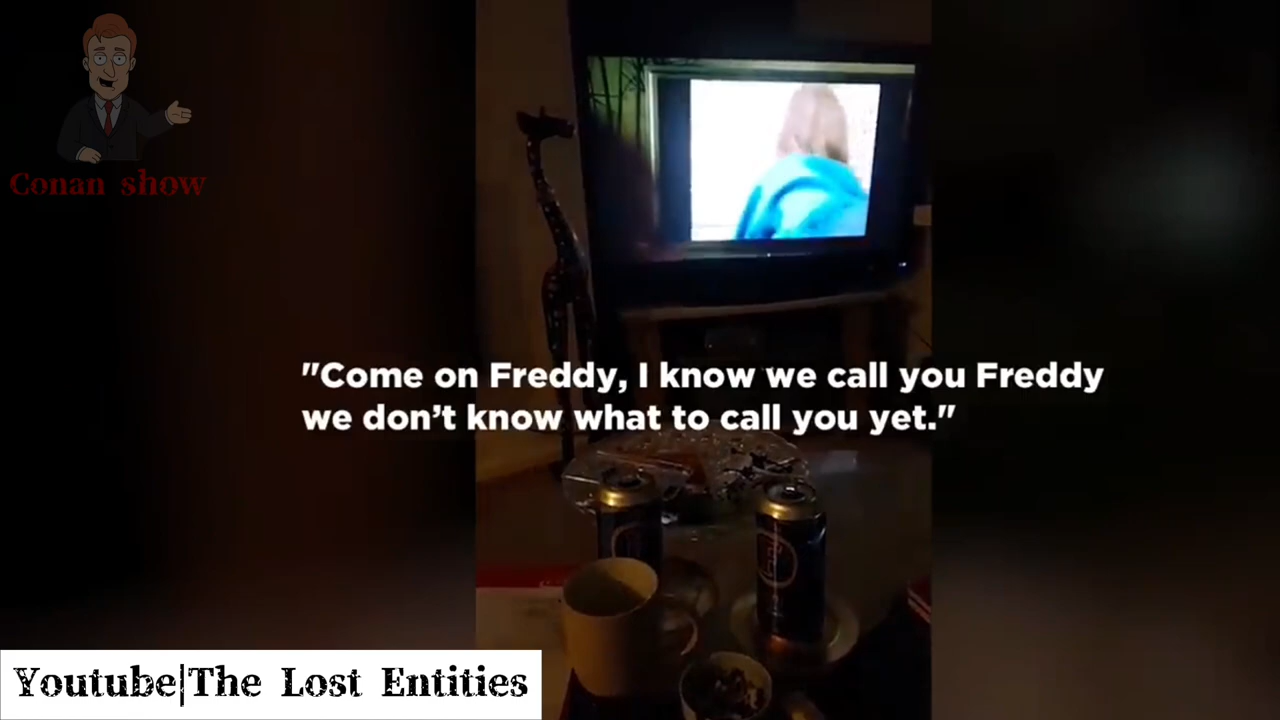 Conan show
"Come on Freddy, I know we call you Freddy
we don’t know what to call you yet."
Youtube|The Lost Entities